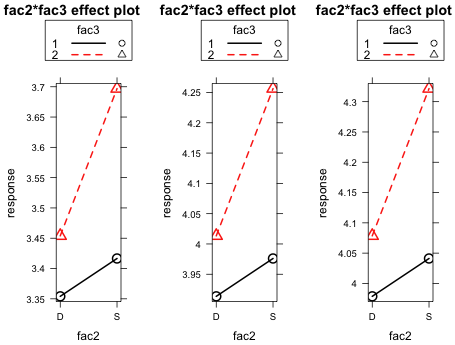 fac2*fac3 effect plot
fac3
1
2
3.7
3.65
3.6
3.55
3.5
3.45
3.4
3.35
response
D S
fac2
fac2*fac3 effect plot
fac3
1
2
4.25
4.2
4.15
4.1
4.05
4
3.95
response
D S
fac2
fac2*fac3 effect plot
fac3
1
2
4.3
4.25
4.2
4.15
4.1
4.05
4
response
D S
fac2